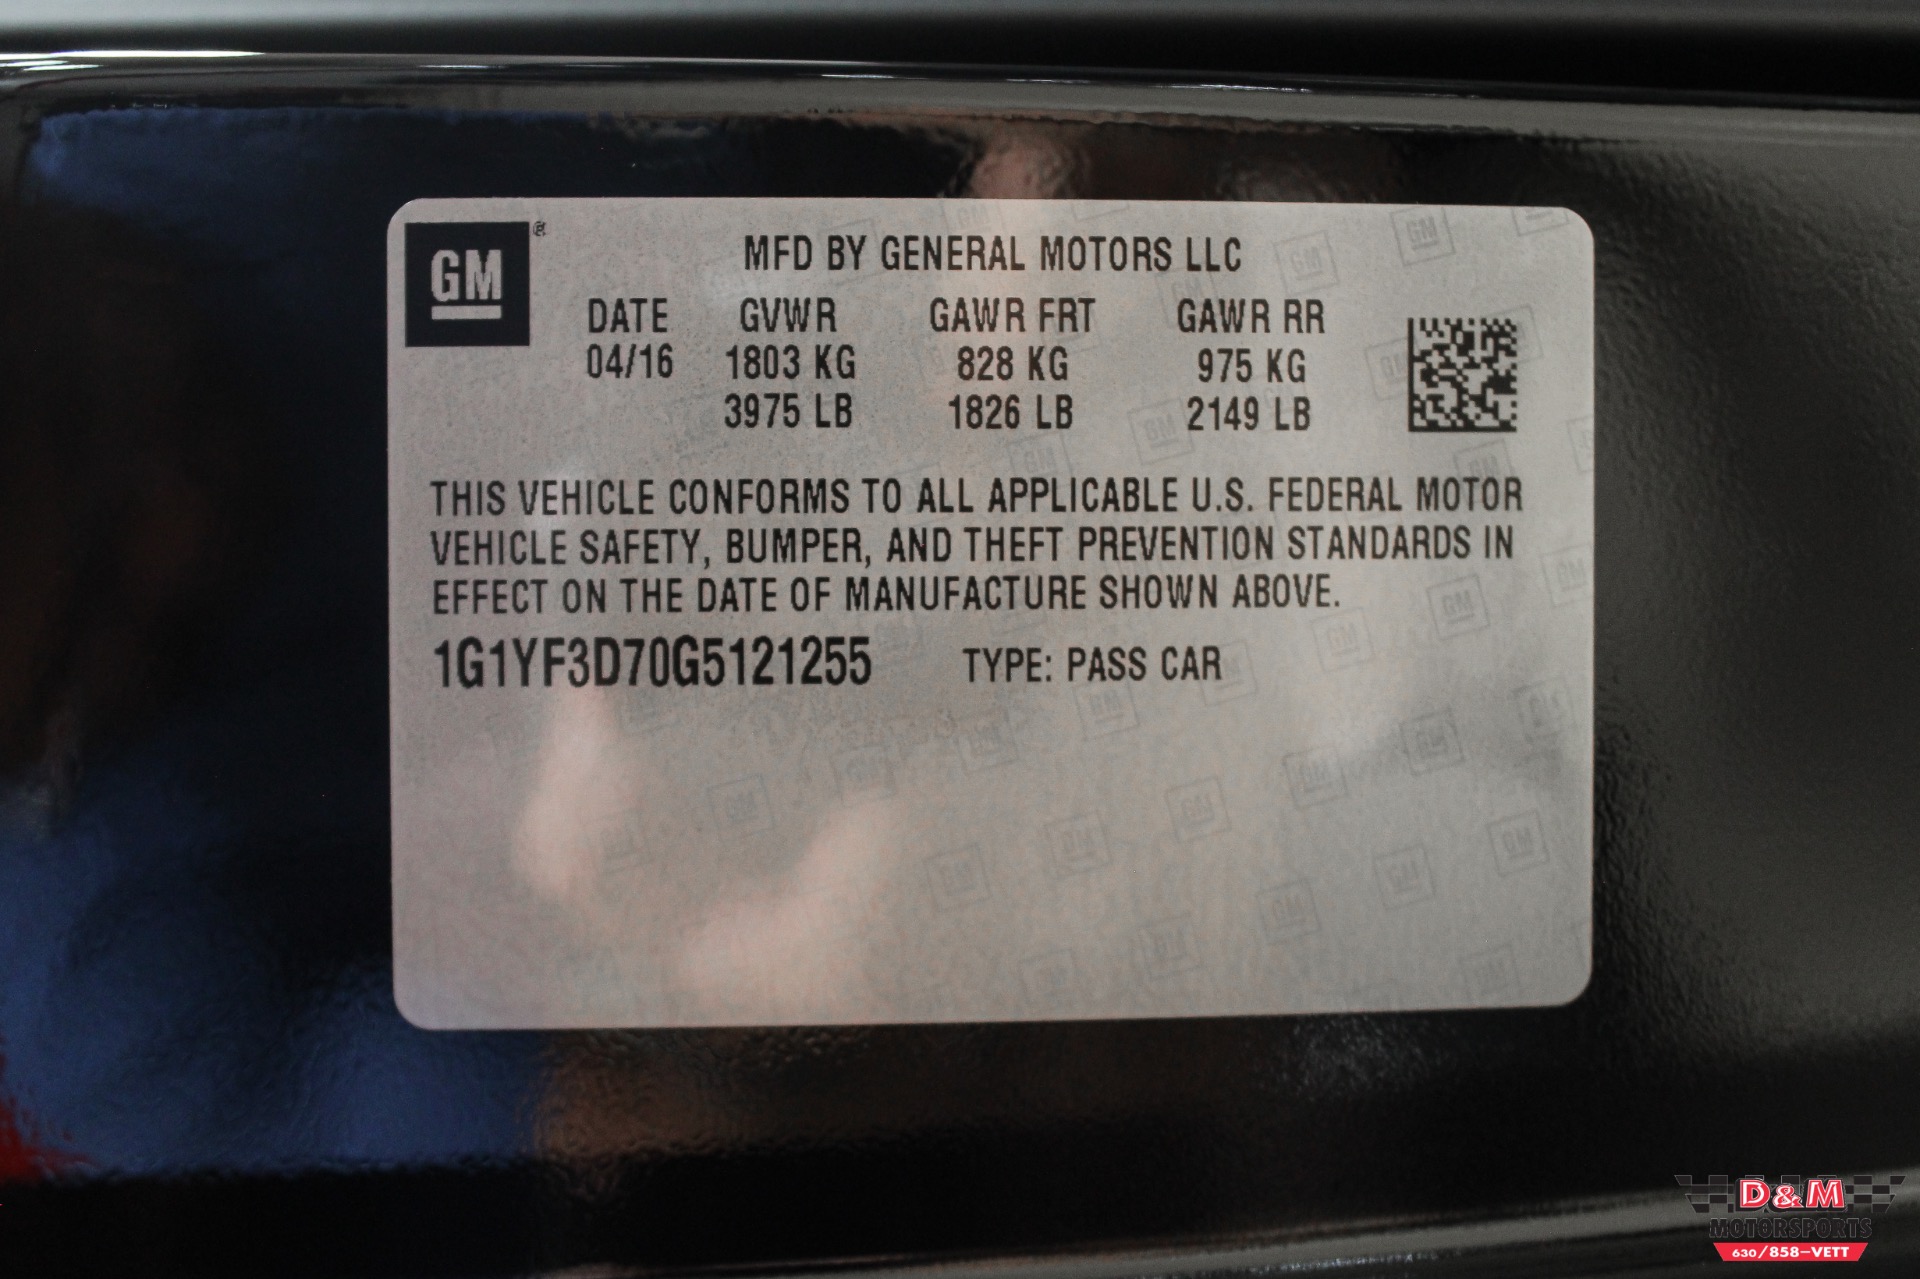 GM
®
MFD BY GENERAL MOTORS LLC
DATE GVWR GAWR FRT GAWR RR
04/16 1803 KG 828 KG 975 KG
3975 LB 1826 LB 2149 LB
THIS VEHICLE CONFORMS TO ALL APPLICABLE U.S. FEDERAL MOTOR
VEHICLE SAFETY, BUMPER, AND THEFT PREVENTION STANDARDS IN
EFFECT ON THE DATE OF MANUFACTURE SHOWN ABOVE.
1G1YF3D70G5121255 TYPE: PASS CAR
D&M
MOTORSPORTS
630/858-VETT